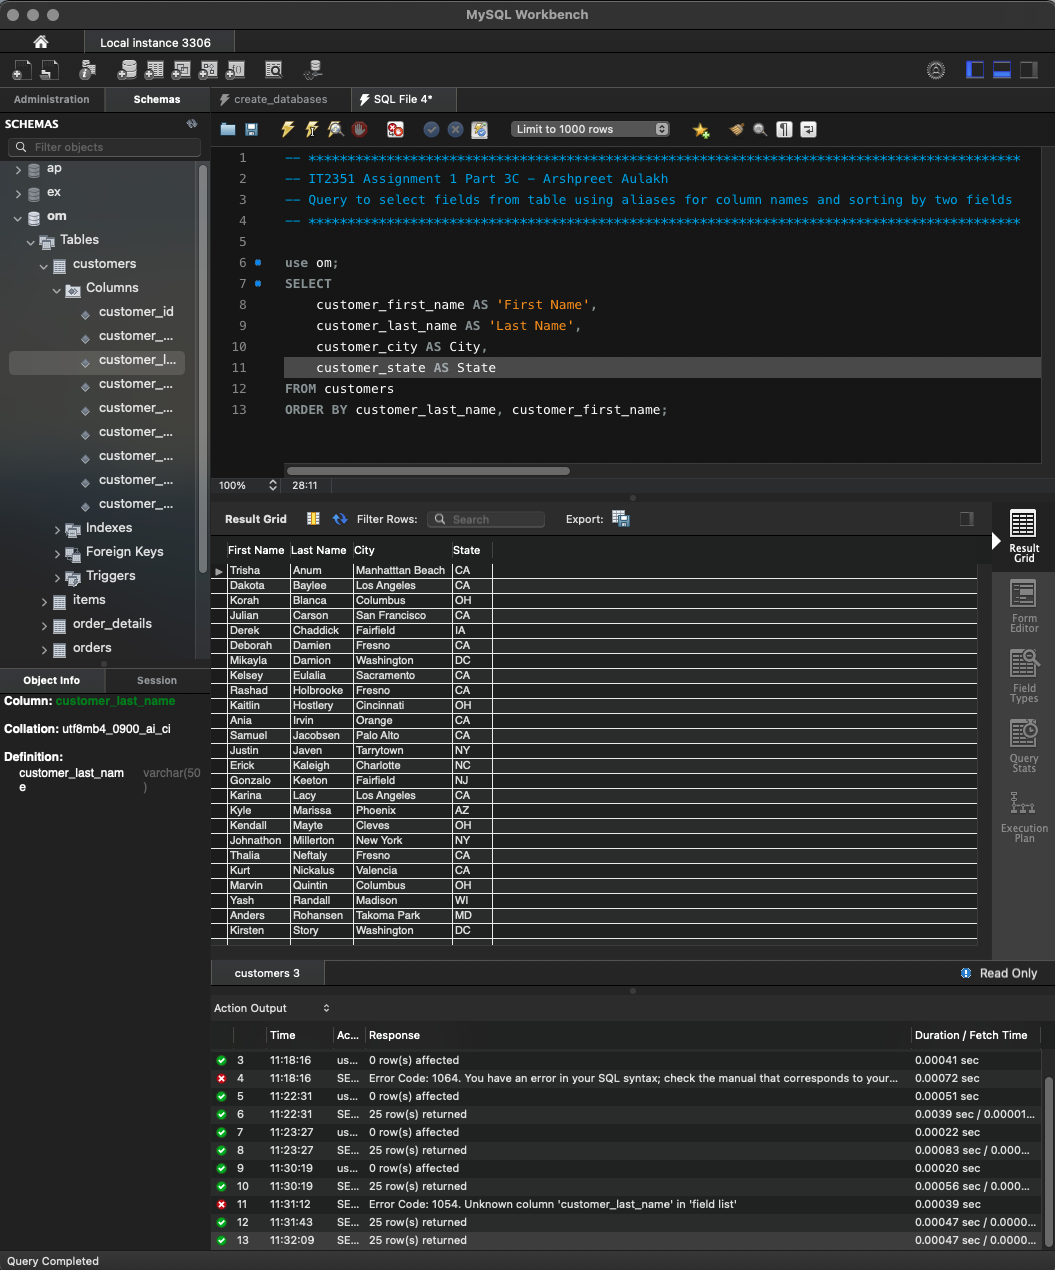 MySQL Workbench
Local instance 3306
Administration
Schemas
create_databases
SQL File 4*
SCHEMAS
Filter objects
ap
ex
om
Tables
customers
Columns
customer_id
customer_...
customer_l...
customer_...
customer_...
customer_...
customer_...
customer_...
customer_...
Indexes
Foreign Keys
Triggers
items
order_details
orders
Object Info
Session
Column: customer_last_name
Collation: utf8mb4_0900_ai_ci
Definition:
customer_last_nam
e
varchar(50
)
Limit to 1000 rows
1
2 -- IT2351 Assignment 1 Part 3C - Arshpreet Aulakh
3 -- Query to select fields from table using aliases for column names and sorting by two fields
4
5
6 use om;
7 SELECT
8 customer_first_name AS 'First Name',
9 customer_last_name AS 'Last Name',
10 customer_city AS City,
11 customer_state AS State
12 FROM customers
13 ORDER BY customer_last_name, customer_first_name;
100% 28:11
Result Grid Filter Rows: Search Export:
First Name Last Name City State
Trisha Anum Manhatttan Beach CA
Dakota Baylee Los Angeles CA
Korah Blanca Columbus OH
Julian Carson San Francisco CA
Derek Chaddick Fairfield IA
Deborah Damien Fresno CA
Mikayla Damion Washington DC
Kelsey Eulalia Sacramento CA
Rashad Holbrooke Fresno CA
Kaitlin Hostlery Cincinnati OH
Ania Irvin Orange CA
Samuel Jacobsen Palo Alto CA
Justin Javen Tarrytown NY
Erick Kaleigh Charlotte NC
Gonzalo Keeton Fairfield NJ
Karina Lacy Los Angeles CA
Kyle Marissa Phoenix AZ
Kendall Mayte Cleves OH
Johnathon Millerton New York NY
Thalia Neftaly Fresno CA
Kurt Nickalus Valencia CA
Marvin Quintin Columbus OH
Yash Randall Madison WI
Anders Rohansen Takoma Park MD
Kirsten Story Washington DC
Result
Grid
Form
Editor
Field
Types
Query
Stats
Execution
Plan
customers 3
Read Only
Action Output
Time Ac... Response Duration / Fetch Time
3 11:18:16 us... 0 row(s) affected 0.00041 sec
4 11:18:16 SE... Error Code: 1064. You have an error in your SQL syntax; check the manual that corresponds to your... 0.00072 sec
5 11:22:31 us... 0 row(s) affected 0.00051 sec
6 11:22:31 SE... 25 row(s) returned 0.0039 sec / 0.00001...
7 11:23:27 us... 0 row(s) affected 0.00022 sec
8 11:23:27 SE... 25 row(s) returned 0.00083 sec / 0.000...
9 11:30:19 us... 0 row(s) affected 0.00020 sec
10 11:30:19 SE... 25 row(s) returned 0.00056 sec / 0.000...
11 11:31:12 SE... Error Code: 1054. Unknown column 'customer_last_name' in 'field list' 0.00039 sec
12 11:31:43 SE... 25 row(s) returned 0.00047 sec / 0.0000...
13 11:32:09 SE... 25 row(s) returned 0.00047 sec / 0.0000...
Query Completed